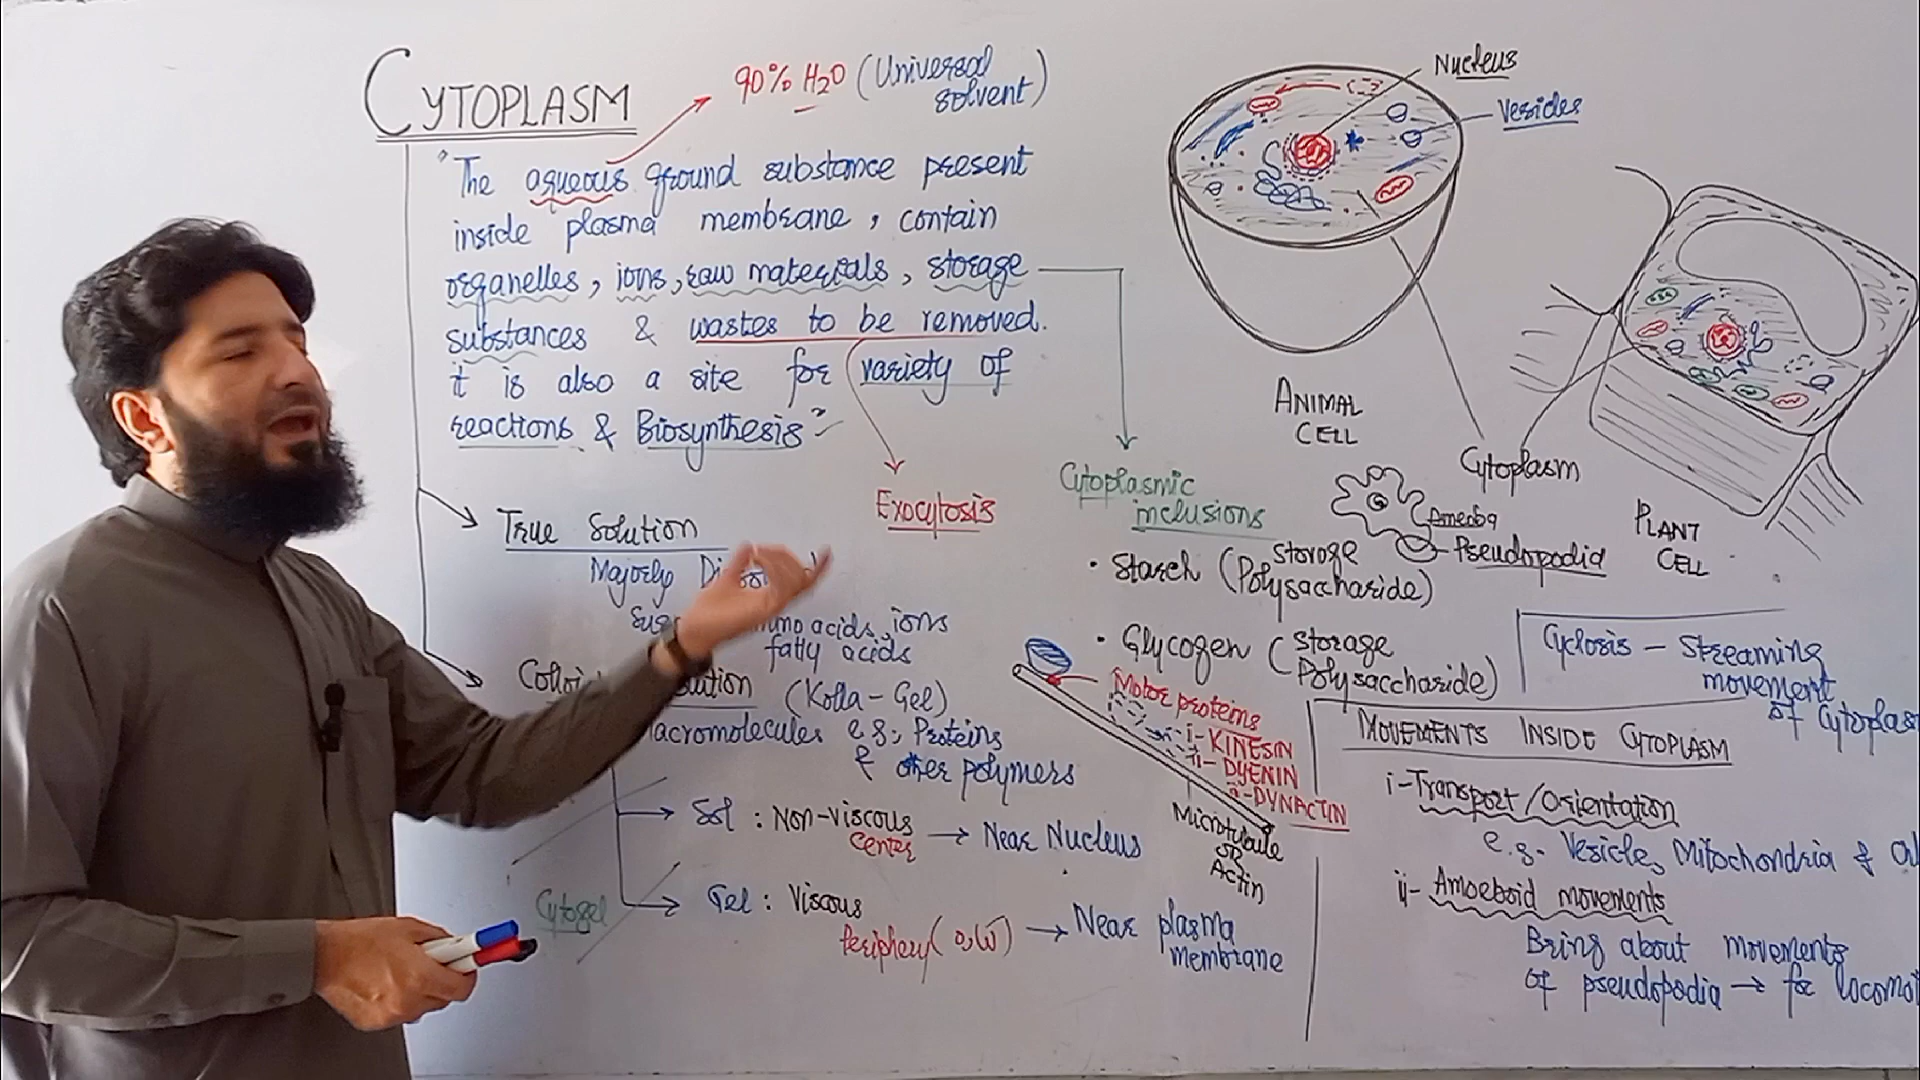 CYTOPLASM
90% H2O (Universal
solvent)
"The aqueous ground substance present
inside plasma membrane, contain
organelles, ions, raw materials, storage
substances & wastes to be removed.
it is also a site for variety of
reactions & Biosynthesis"
Exocytosis
True Solution
Majorly
amino acids, ions
fatty acids
(Kolla-Gel)
e.g; Proteins
& other polymers
Sol : Non-Viscous
Center → Near Nucleus
Gel : Viscous
Periphery → Near plasma
membrane
Cytogel
Cytoplasmic
inclusions
• Starch (Storage
Polysaccharide)
• Glycogen (Storage
Polysaccharide)
Motor proteins
i- KINESIN
ii- DYENIN
DYNACTIN
Microtubule
OR
Actin
Nucleus
Vesicles
ANIMAL
CELL
Cytoplasm
Ameoba
Pseudopodia
PLANT
CELL
Cyclosis - Streaming
movement
of Cytoplas
MOVEMENTS INSIDE CYTOPLASM
i-Transport/Orientation
e.g. Vesicle, Mitochondria &
ii- Amoeboid movements
Bring about movements
of pseudopodia → for locomo